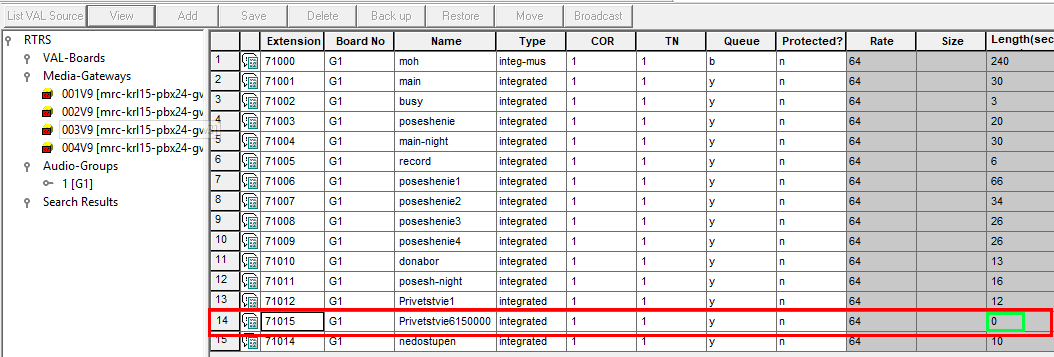 List VAL Source View Add Save Delete Back up Restore Move Broadcast
RTRS
VAL-Boards
Media-Gateways
001V9 [mrc-krl15-pbx24-gw
002V9 [mrc-krl15-pbx24-gw
003V9 [mrc-krl15-pbx24-gw
004V9 [mrc-krl15-pbx24-gw
Audio-Groups
1 [G1]
Search Results
Extension Board No Name Type COR TN Queue Protected? Rate Size Length(sec
1 71000 G1 moh integ-mus 1 1 b n 64 240
2 71001 G1 main integrated 1 1 y n 64 30
3 71002 G1 busy integrated 1 1 y n 64 3
4 71003 G1 poseshenie integrated 1 1 y n 64 20
5 71004 G1 main-night integrated 1 1 y n 64 30
6 71005 G1 record integrated 1 1 y n 64 6
7 71006 G1 poseshenie1 integrated 1 1 y n 64 66
8 71007 G1 poseshenie2 integrated 1 1 y n 64 34
9 71008 G1 poseshenie3 integrated 1 1 y n 64 26
10 71009 G1 poseshenie4 integrated 1 1 y n 64 26
11 71010 G1 donabor integrated 1 1 y n 64 13
12 71011 G1 posesh-night integrated 1 1 y n 64 16
13 71012 G1 Privetstvie1 integrated 1 1 y n 64 12
14 71015 G1 Privetstvie6150000 integrated 1 1 y n 64 0
15 71014 G1 nedostupen integrated 1 1 y n 64 10